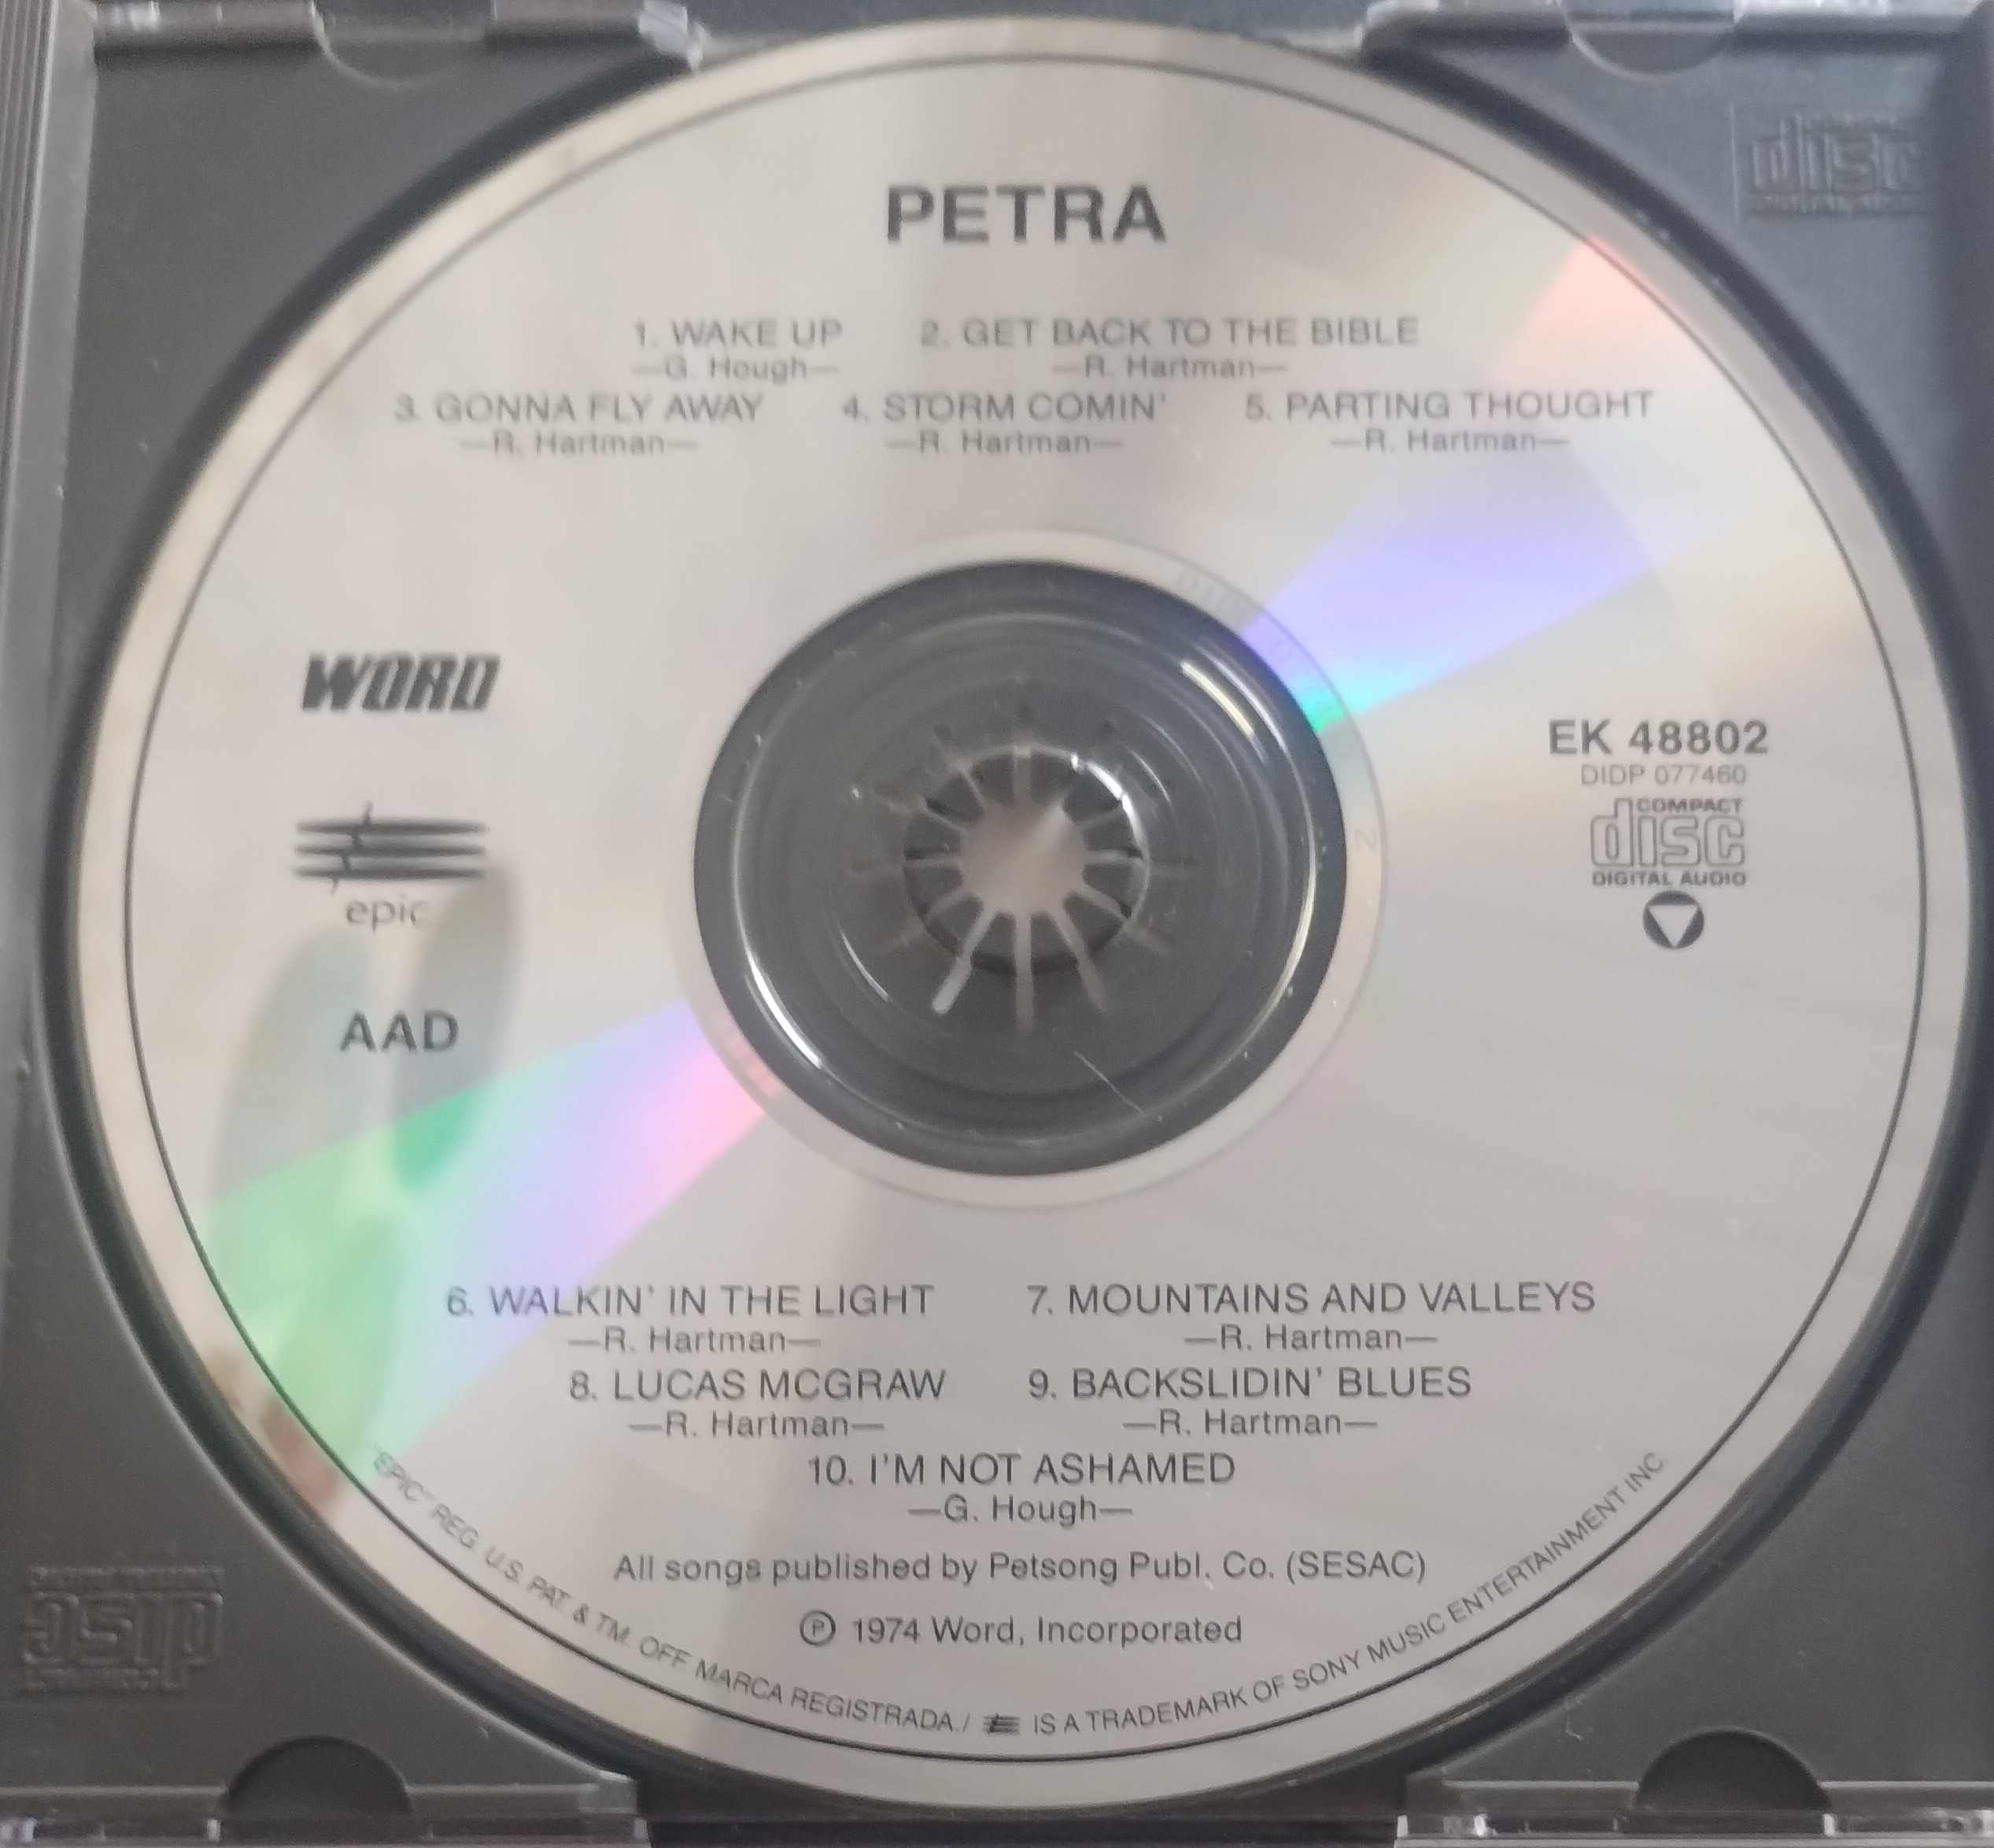 PETRA
1. WAKE UP 2. GET BACK TO THE BIBLE
—G. Hough— —R. Hartman—
3. GONNA FLY AWAY 4. STORM COMIN' 5. PARTING THOUGHT
—R. Hartman— —R. Hartman— —R. Hartman—
WORD
epic
AAD
EK 48802
DIDP 077460
COMPACT
disc
DIGITAL AUDIO
6. WALKIN' IN THE LIGHT 7. MOUNTAINS AND VALLEYS
—R. Hartman— —R. Hartman—
8. LUCAS MCGRAW 9. BACKSLIDIN' BLUES
—R. Hartman— —R. Hartman—
10. I'M NOT ASHAMED
—G. Hough—
All songs published by Petsong Publ. Co. (SESAC)
Ⓟ 1974 Word, Incorporated
"EPIC" REG. U.S. PAT. & TM. OFF. MARCA REGISTRADA./ IS A TRADEMARK OF SONY MUSIC ENTERTAINMENT INC.
disc
disc